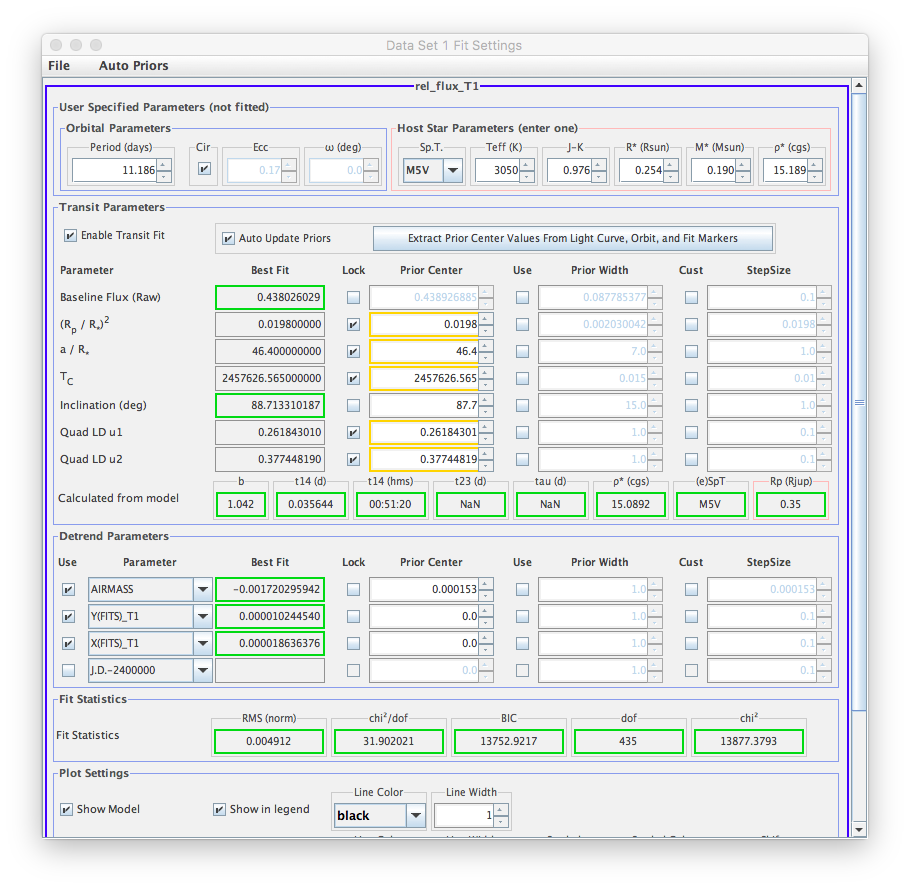 Data Set 1 Fit Settings
File Auto Priors
rel_flux_T1
User Specified Parameters (not fitted)
Orbital Parameters Host Star Parameters (enter one)
Period (days) Cir Ecc ω (deg) Sp.T. Teff (K) J-K R* (Rsun) M* (Msun) ρ* (cgs)
11.186 0.17 0.0 M5V 3050 0.976 0.254 0.190 15.189
Transit Parameters
Enable Transit Fit Auto Update Priors Extract Prior Center Values From Light Curve, Orbit, and Fit Markers
Parameter Best Fit Lock Prior Center Use Prior Width Cust StepSize
Baseline Flux (Raw) 0.438026029 0.438926885 0.087785377 0.1
(Rp / R*)2 0.019800000 0.0198 0.002030042 0.0198
a / R* 46.400000000 46.4 7.0 1.0
TC 2457626.565000000 2457626.565 0.015 0.01
Inclination (deg) 88.713310187 87.7 15.0 1.0
Quad LD u1 0.261843010 0.26184301 1.0 0.1
Quad LD u2 0.377448190 0.37744819 1.0 0.1
b t14 (d) t14 (hms) t23 (d) tau (d) ρ* (cgs) (e)SpT Rp (Rjup)
Calculated from model 1.042 0.035644 00:51:20 NaN NaN 15.0892 M5V 0.35
Detrend Parameters
Use Parameter Best Fit Lock Prior Center Use Prior Width Cust StepSize
AIRMASS −0.001720295942 0.000153 1.0 0.000153
Y(FITS)_T1 0.000010244540 0.0 1.0 0.1
X(FITS)_T1 0.000018636376 0.0 1.0 0.1
J.D.-2400000 0.0 1.0 0.1
Fit Statistics
RMS (norm) chi²/dof BIC dof chi²
Fit Statistics 0.004912 31.902021 13752.9217 435 13877.3793
Plot Settings
Line Color Line Width
Show Model Show in legend black 1